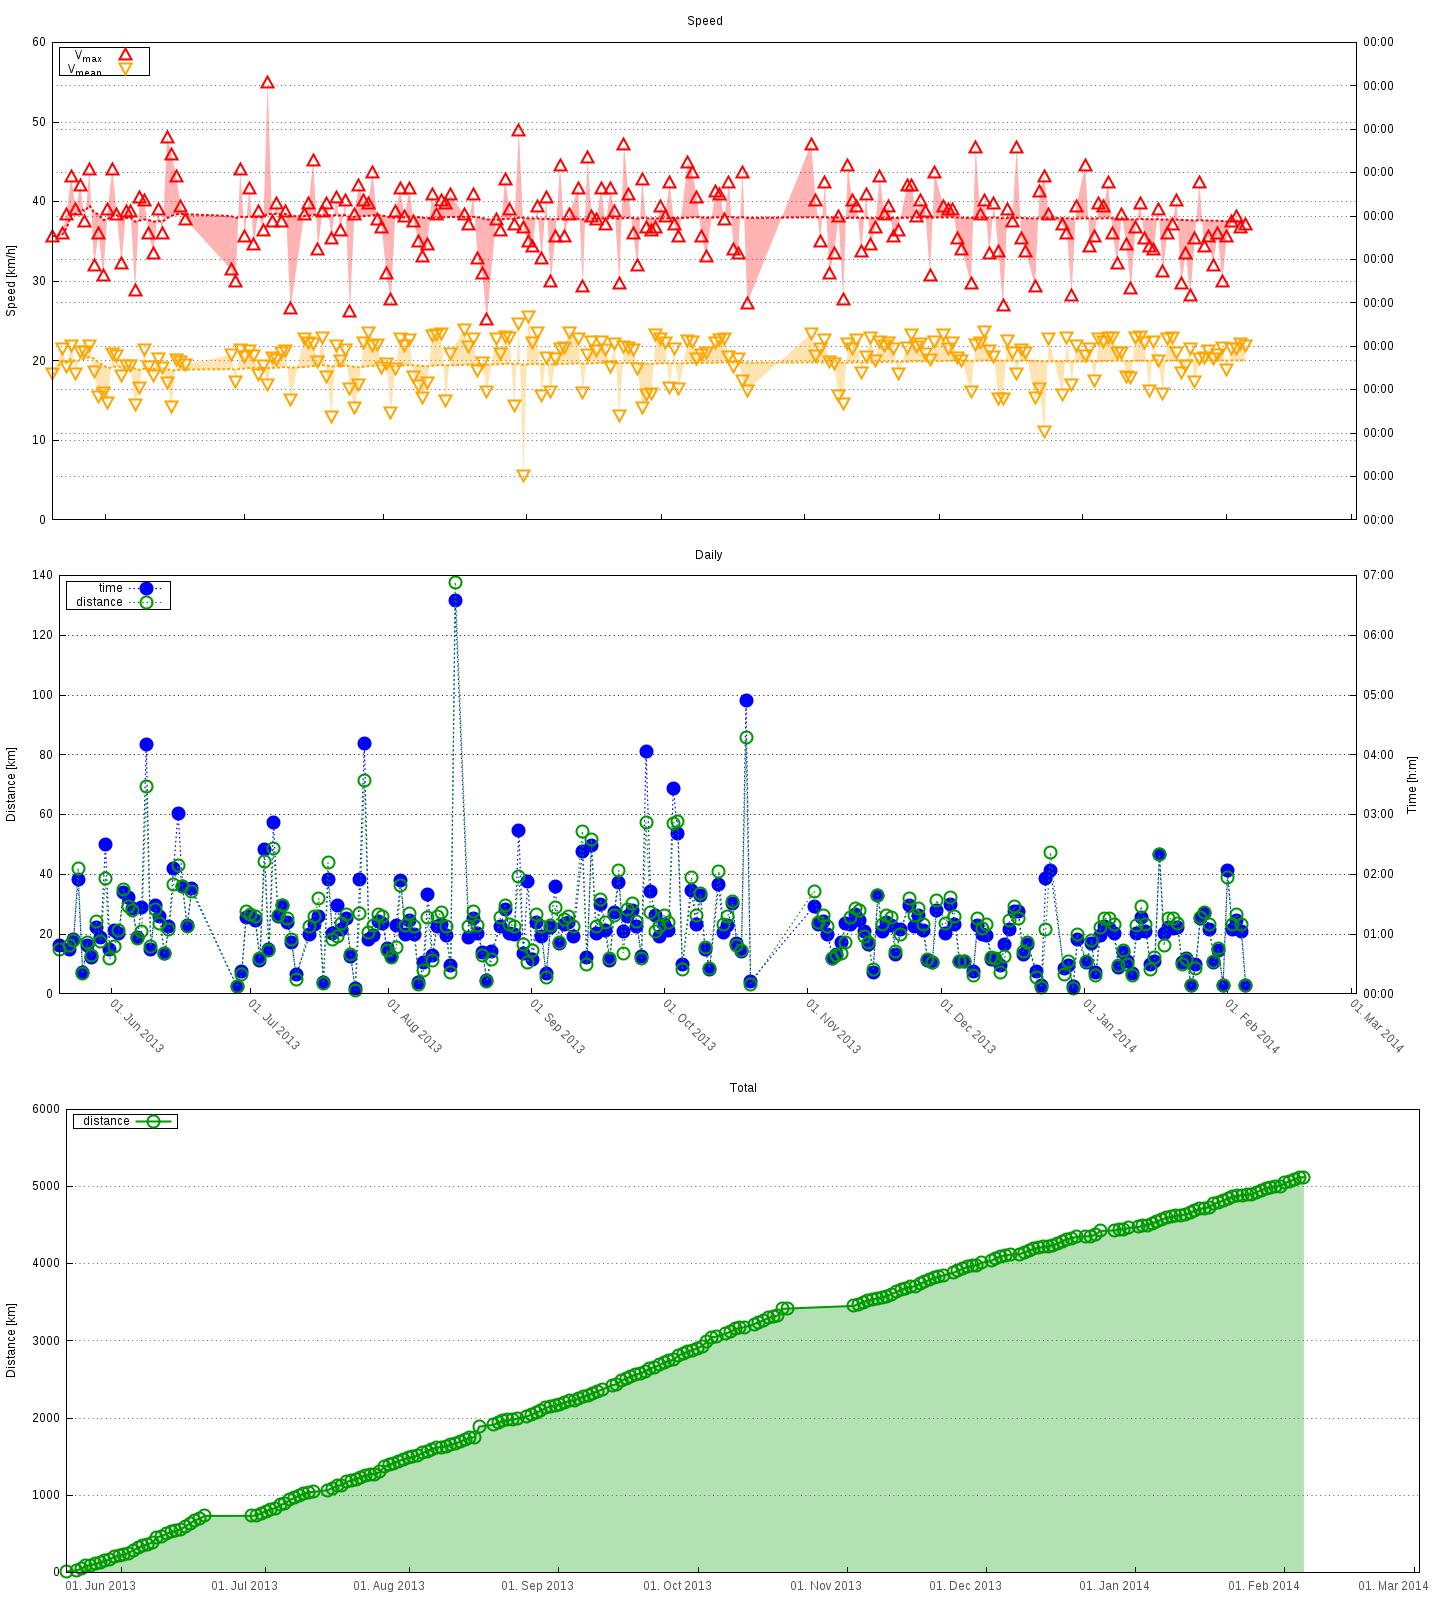 Speed
60
50
40
30
20
10
0
Speed [km/h]
Vmax
Vmean
00:00
00:00
00:00
00:00
00:00
00:00
00:00
00:00
00:00
00:00
00:00
00:00
Daily
140
120
100
80
60
40
20
0
Distance [km]
time
distance
07:00
06:00
05:00
04:00
03:00
02:00
01:00
00:00
Time [h:m]
01. Jun 2013
01. Jul 2013
01. Aug 2013
01. Sep 2013
01. Oct 2013
01. Nov 2013
01. Dec 2013
01. Jan 2014
01. Feb 2014
01. Mar 2014
Total
6000
5000
4000
3000
2000
1000
0
Distance [km]
distance
01. Jun 2013
01. Jul 2013
01. Aug 2013
01. Sep 2013
01. Oct 2013
01. Nov 2013
01. Dec 2013
01. Jan 2014
01. Feb 2014
01. Mar 2014